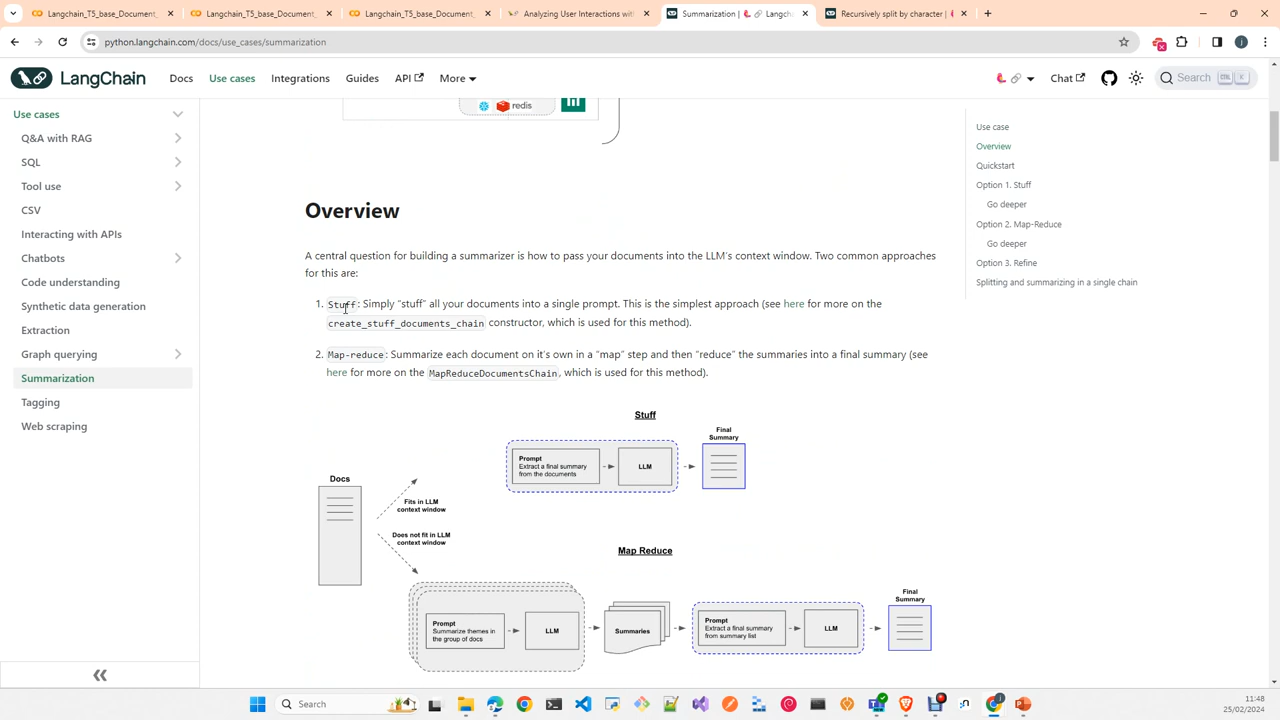 Langchain_T5_base_Document_
Langchain_T5_base_Document_
Langchain_T5_base_Document_
Analyzing User Interactions with
Summarization | 🦜🔗 Langch
Recursively split by character |
python.langchain.com/docs/use_cases/summarization
LangChain
Docs
Use cases
Integrations
Guides
API
More
Chat
Search
Ctrl
K
Use cases
Q&A with RAG
SQL
Tool use
CSV
Interacting with APIs
Chatbots
Code understanding
Synthetic data generation
Extraction
Graph querying
Summarization
Tagging
Web scraping
redis
Overview
A central question for building a summarizer is how to pass your documents into the LLM's context window. Two common approaches
for this are:
1. Stuff: Simply "stuff" all your documents into a single prompt. This is the simplest approach (see here for more on the
create_stuff_documents_chain constructor, which is used for this method).
2. Map-reduce: Summarize each document on it's own in a "map" step and then "reduce" the summaries into a final summary (see
here for more on the MapReduceDocumentsChain, which is used for this method).
Stuff
Final
Summary
Prompt
Extract a final summary
from the documents
LLM
Docs
Fits in LLM
context window
Does not fit in LLM
context window
Map Reduce
Final
Summary
Prompt
Summarize themes in
the group of docs
LLM
Summaries
Prompt
Extract a final summary
from summary list
LLM
Use case
Overview
Quickstart
Option 1. Stuff
Go deeper
Option 2. Map-Reduce
Go deeper
Option 3. Refine
Splitting and summarizing in a single chain
Search
11:48
25/02/2024